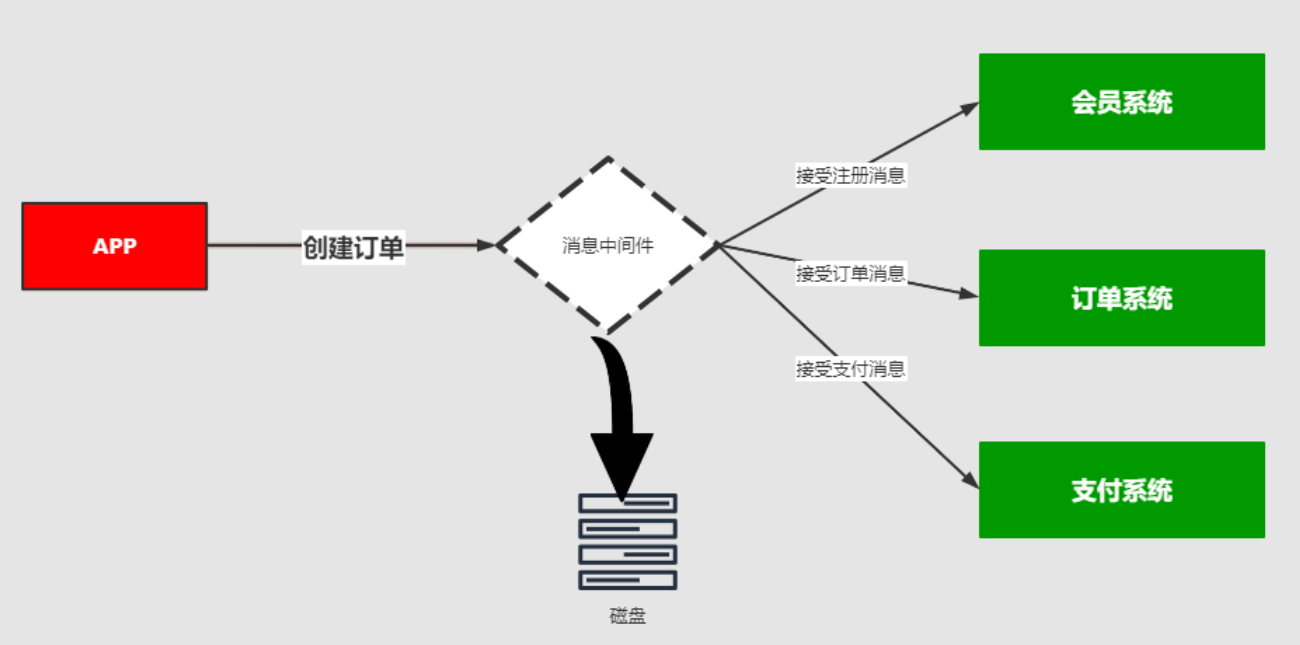 会员系统
接受注册消息
APP
创建订单
消息中间件
接受订单消息
订单系统
接受支付消息
支付系统
磁盘